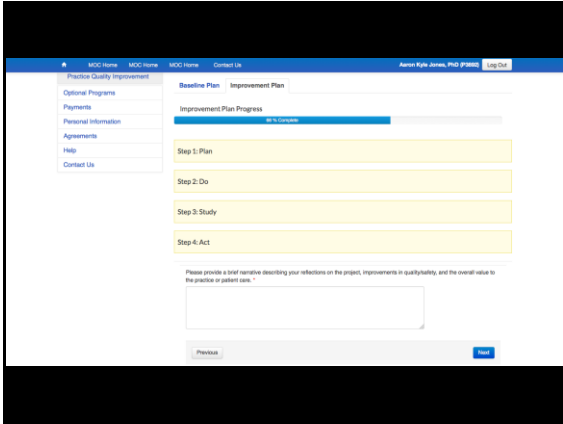 MOC Home MOC Home MOC Home Contact Us Aaron Kyle Jones, PhD (P3692) Log Out
Practice Quality Improvement
Optional Programs
Payments
Personal Information
Agreements
Help
Contact Us
Baseline Plan Improvement Plan
Improvement Plan Progress
66 % Complete
Step 1: Plan
Step 2: Do
Step 3: Study
Step 4: Act
Please provide a brief narrative describing your reflections on the project, improvements in quality/safety, and the overall value to
the practice or patient care. *
Previous Next